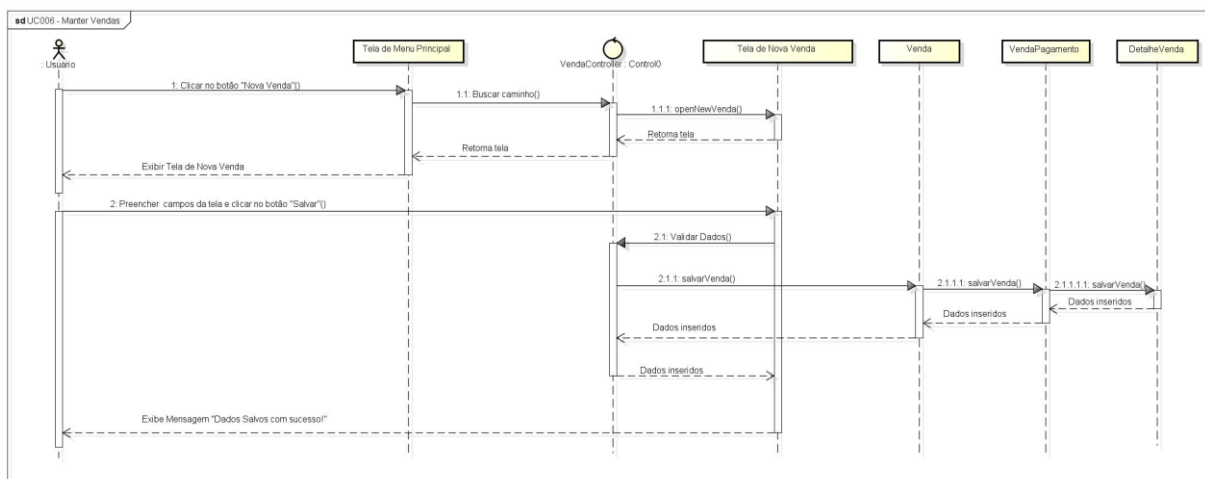 sd UC006 - Manter Vendas
: Usuário
Tela de Menu Principal
VendaController : Control0
Tela de Nova Venda
Venda
VendaPagamento
DetalheVenda
1: Clicar no botão "Nova Venda"()
1.1: Buscar caminho()
1.1.1: openNewVenda()
Retorna tela
Retorna tela
Exibir Tela de Nova Venda
2: Preencher campos da tela e clicar no botão "Salvar"()
2.1: Validar Dados()
2.1.1: salvarVenda()
2.1.1.1: salvarVenda()
2.1.1.1.1: salvarVenda()
Dados inseridos
Dados inseridos
Dados inseridos
Dados inseridos
Exibe Mensagem "Dados Salvos com sucesso!"